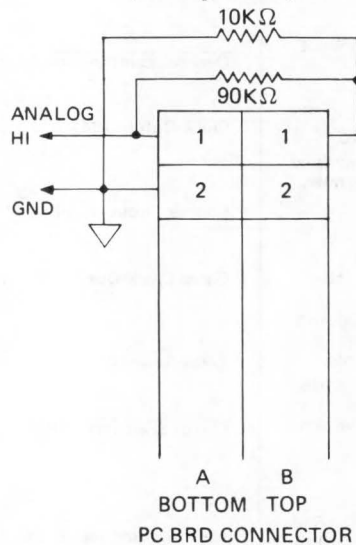 10KΩ
90KΩ
ANALOG
HI
1 1
2 2
GND
A B
BOTTOM TOP
PC BRD CONNECTOR